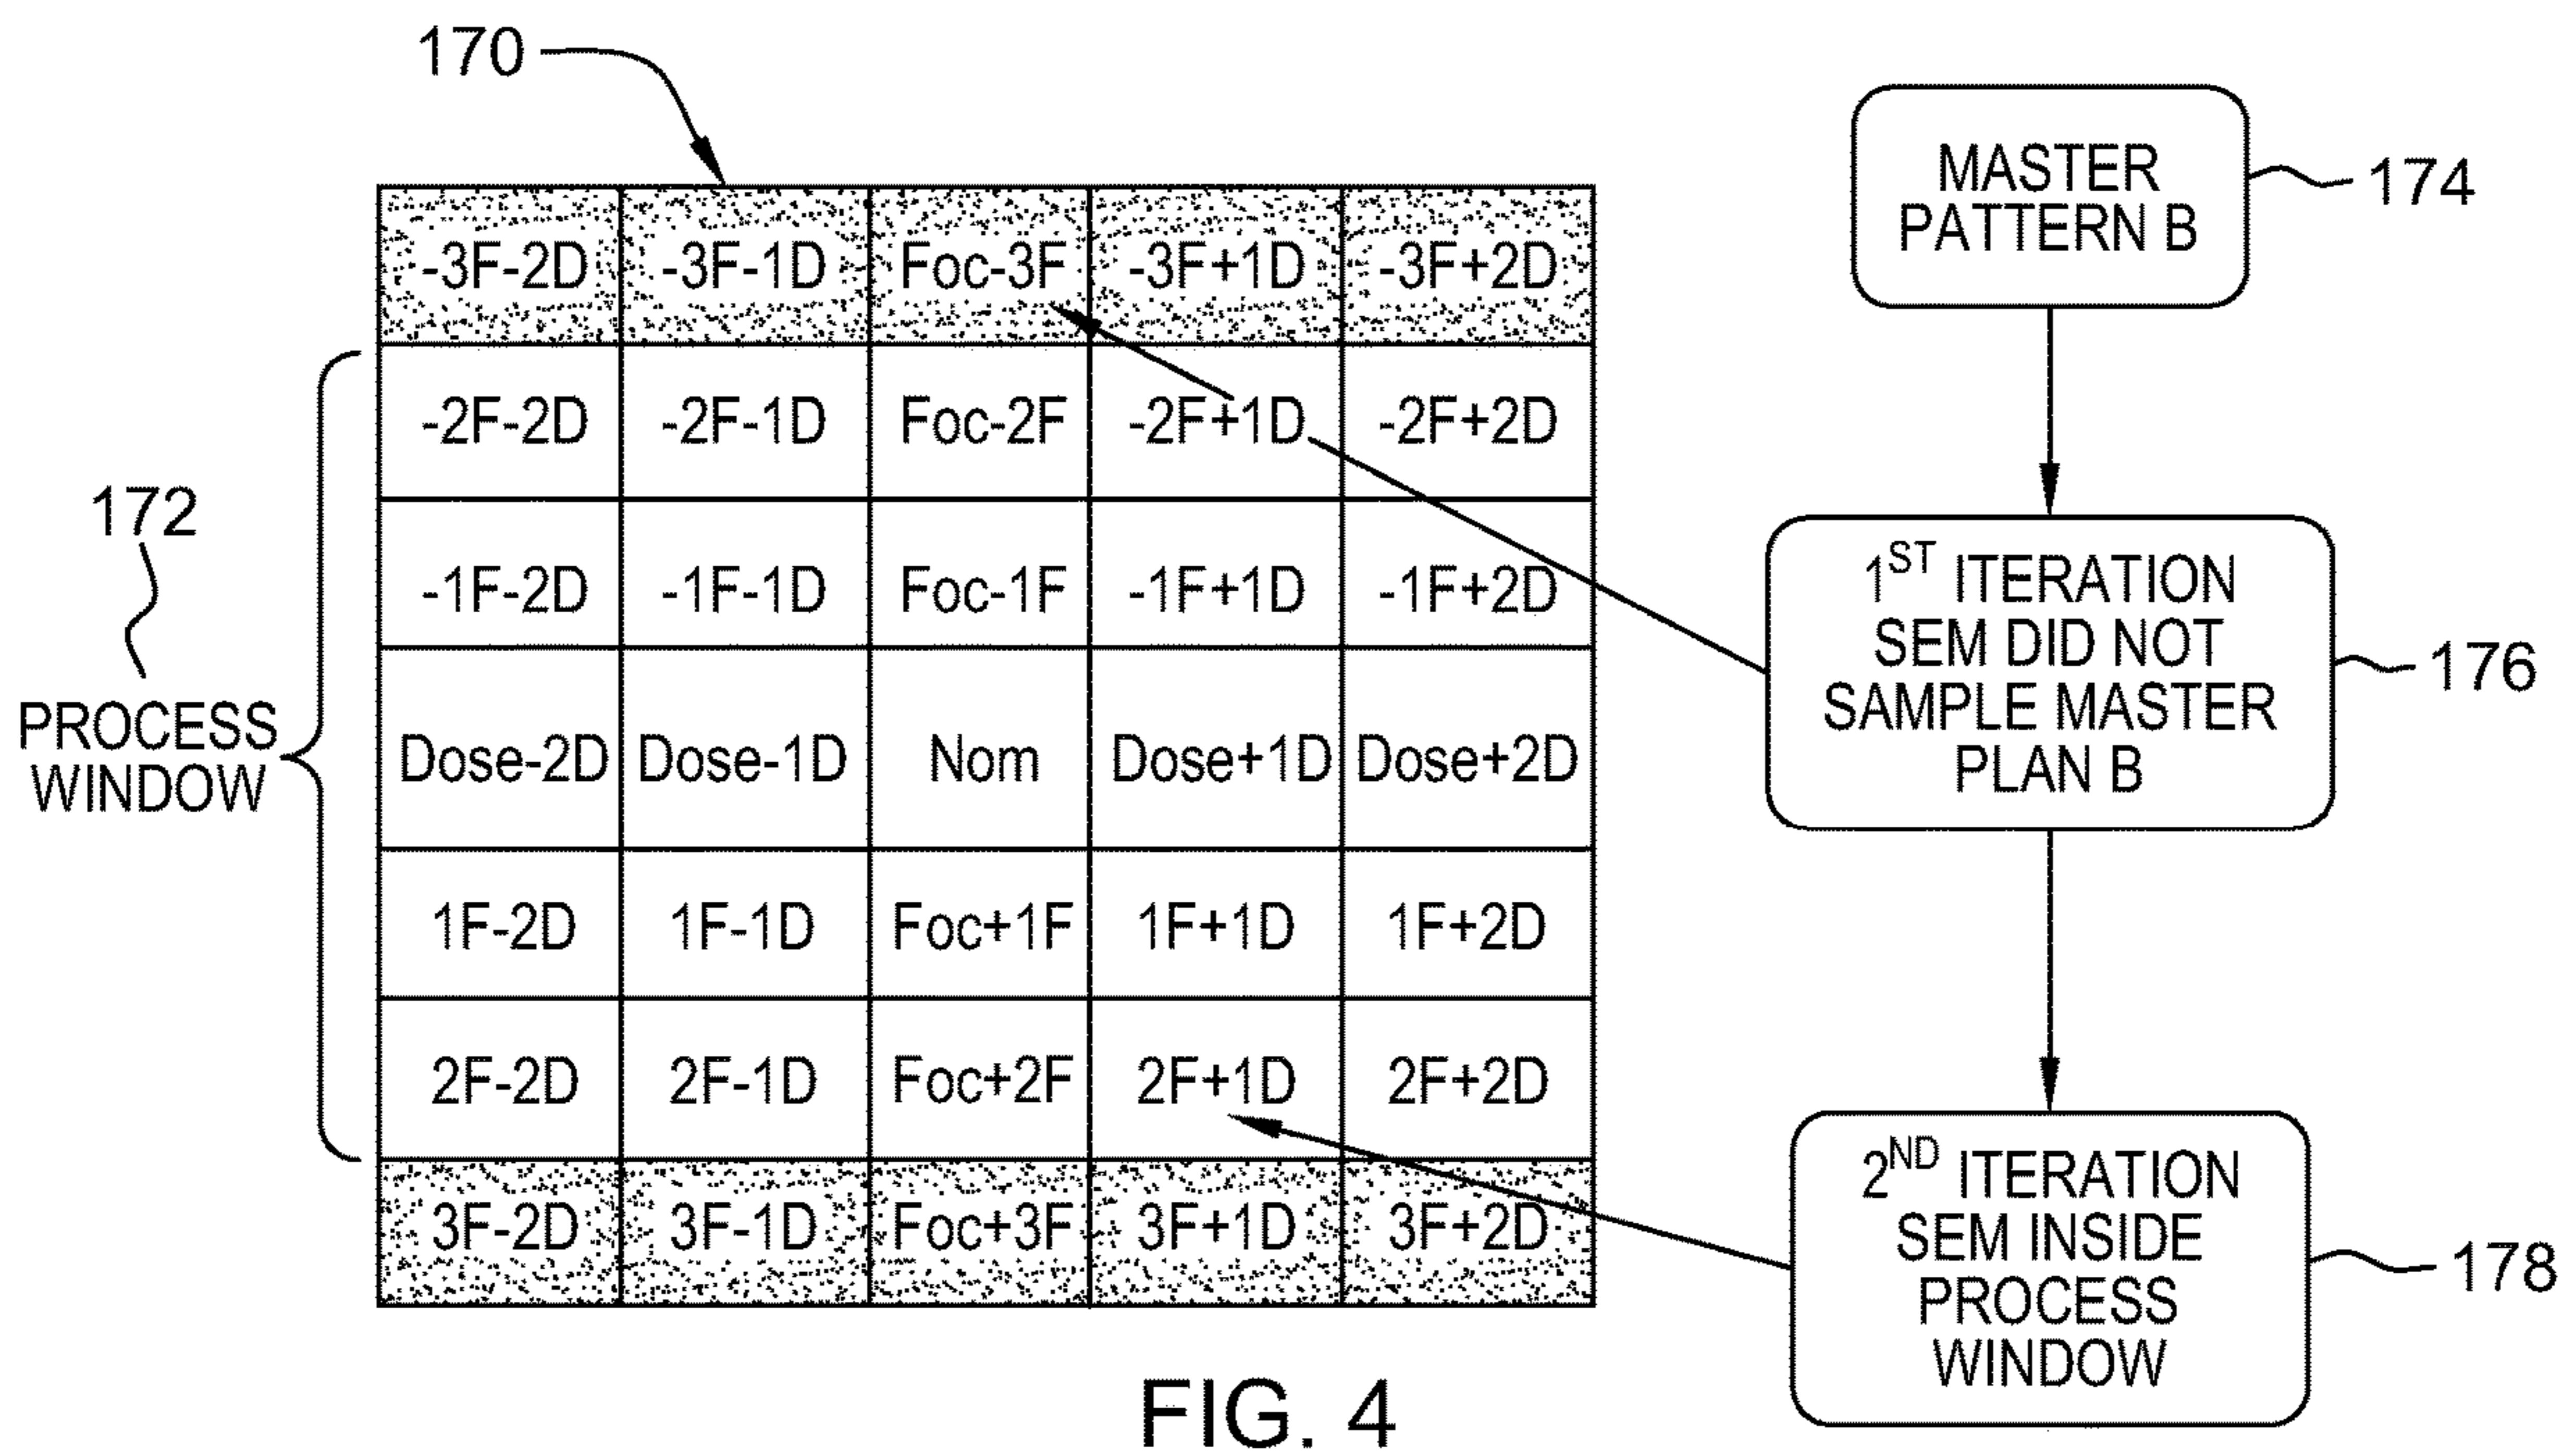 170
-3F-2D -3F-1D Foc-3F -3F+1D -3F+2D
-2F-2D -2F-1D Foc-2F -2F+1D -2F+2D
-1F-2D -1F-1D Foc-1F -1F+1D -1F+2D
Dose-2D Dose-1D Nom Dose+1D Dose+2D
1F-2D 1F-1D Foc+1F 1F+1D 1F+2D
2F-2D 2F-1D Foc+2F 2F+1D 2F+2D
3F-2D 3F-1D Foc+3F 3F+1D 3F+2D
172
PROCESS
WINDOW
MASTER
PATTERN B
174
1ST ITERATION
SEM DID NOT
SAMPLE MASTER
PLAN B
176
2ND ITERATION
SEM INSIDE
PROCESS
WINDOW
178
FIG. 4